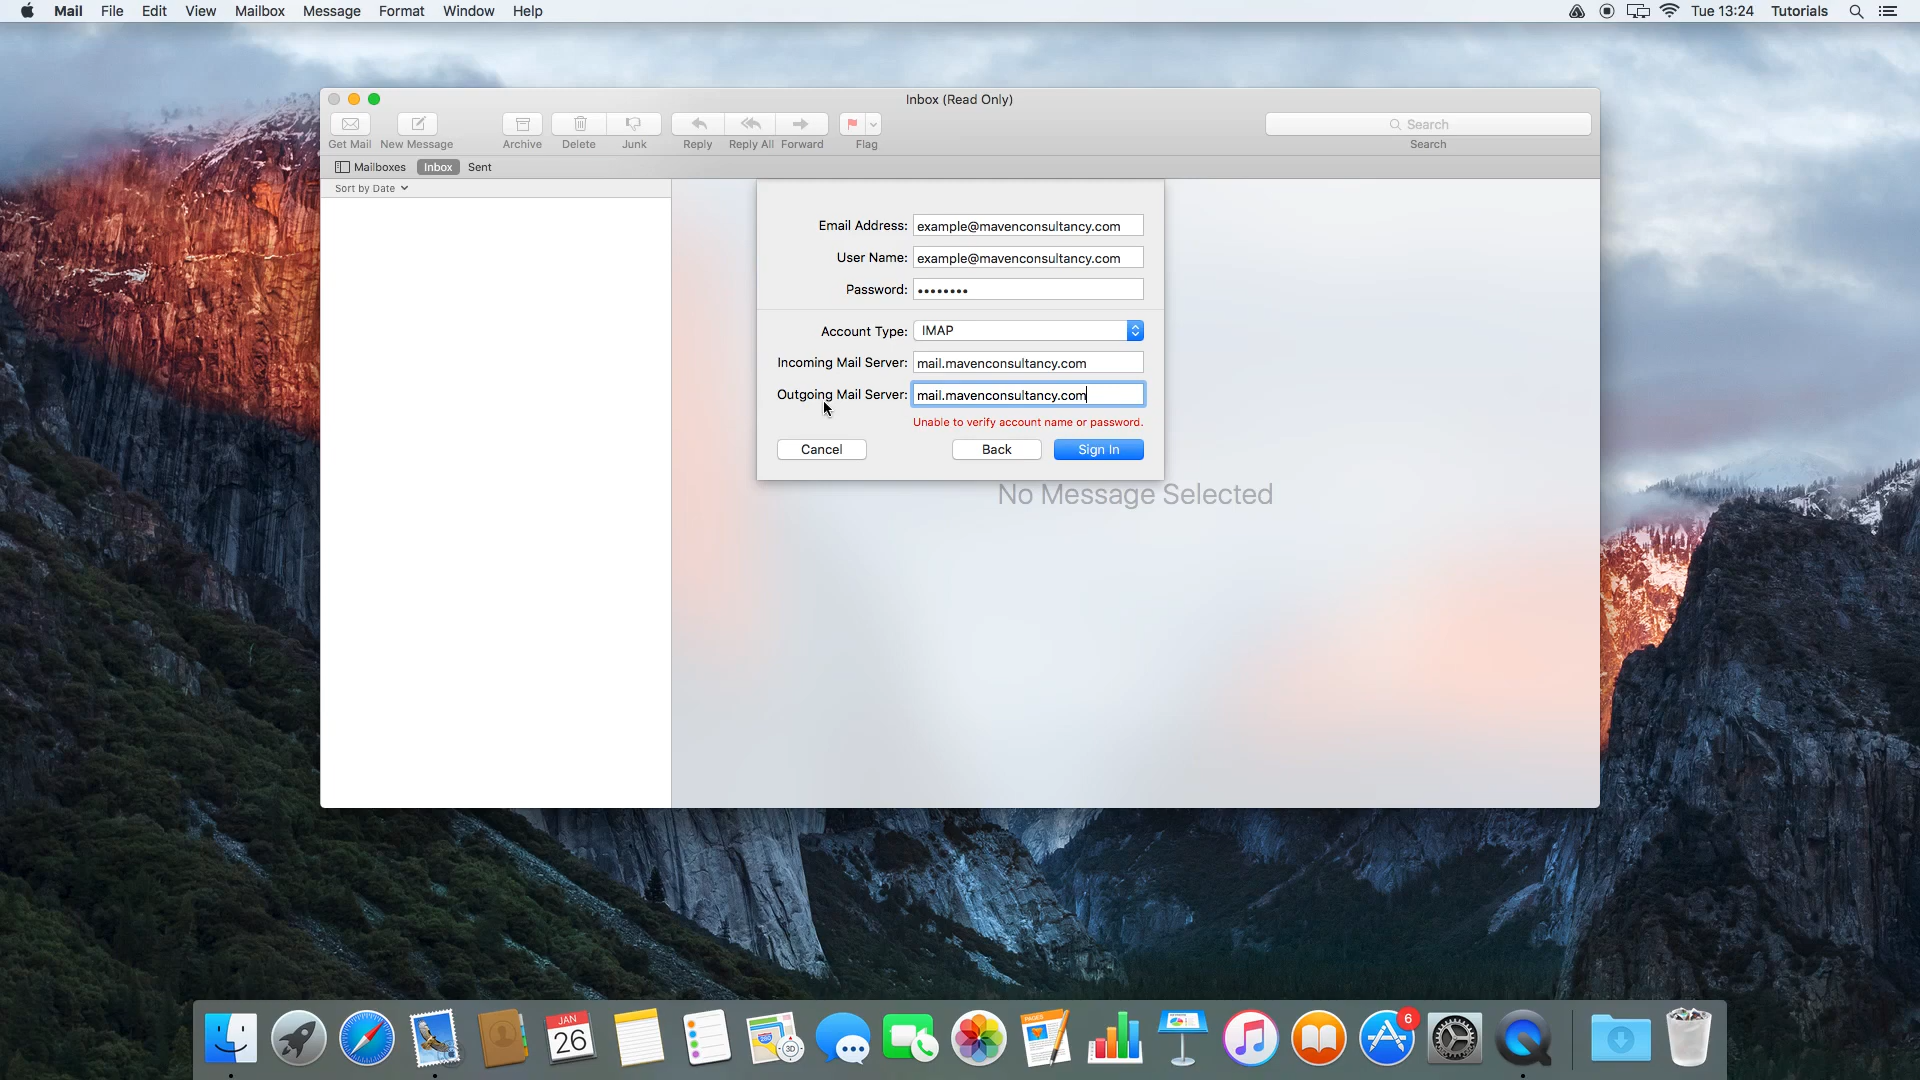 Mail File Edit View Mailbox Message Format Window Help Tue 13:24 Tutorials
Inbox (Read Only)
Search
Get Mail New Message Archive Delete Junk Reply Reply All Forward Flag Search
Mailboxes Inbox Sent
Sort by Date
Email Address: example@mavenconsultancy.com
User Name: example@mavenconsultancy.com
Password: ••••••••
Account Type: IMAP
Incoming Mail Server: mail.mavenconsultancy.com
Outgoing Mail Server: mail.mavenconsultancy.com
Unable to verify account name or password.
Cancel Back Sign In
No Message Selected
JAN
26
280
3D
PAGES
6